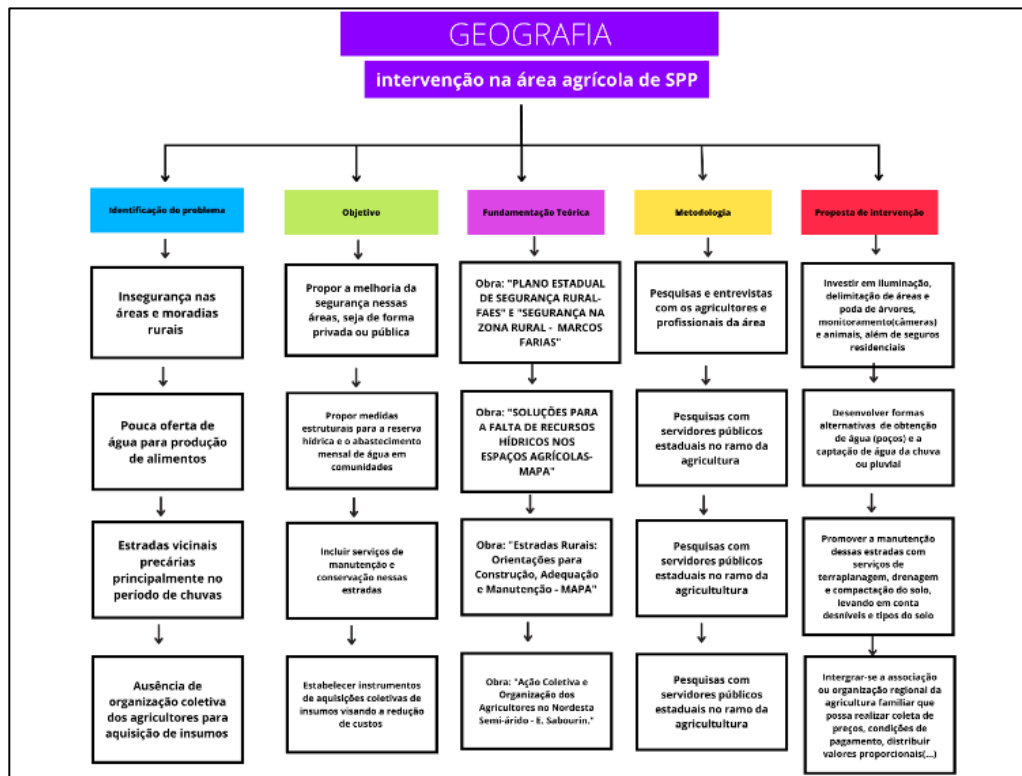 GEOGRAFIA
intervenção na área agrícola de SPP
Identificação do problema
Objetivo
Fundamentação Teórica
Metodologia
Proposta de intervenção
Insegurança nas
áreas e moradias
rurais
Propor a melhoria da
segurança nessas
áreas, seja de forma
privada ou pública
Obra: "PLANO ESTADUAL
DE SEGURANÇA RURAL-
FAES" E "SEGURANÇA NA
ZONA RURAL - MARCOS
FARIAS"
Pesquisas e entrevistas
com os agricultores e
profissionais da área
Investir em iluminação,
delimitação de áreas e
poda de árvores,
monitoramento(câmeras)
e animais, além de seguros
residenciais
Pouca oferta de
água para produção
de alimentos
Propor medidas
estruturais para a reserva
hídrica e o abastecimento
mensal de água em
comunidades
Obra: "SOLUÇÕES PARA
A FALTA DE RECURSOS
HÍDRICOS NOS
ESPAÇOS AGRÍCOLAS-
MAPA"
Pesquisas com
servidores públicos
estaduais no ramo da
agricultura
Desenvolver formas
alternativas de obtenção
de água (poços) e a
captação de água da chuva
ou pluvial
Estradas vicinais
precárias
principalmente no
período de chuvas
Incluir serviços de
manutenção e
conservação nessas
estradas
Obra: "Estradas Rurais:
Orientações para
Construção, Adequação
e Manutenção - MAPA"
Pesquisas com
servidores públicos
estaduais no ramo da
agricultultura
Promover a manutenção
dessas estradas com
serviços de
terraplanagem, drenagem
e compactação do solo,
levando em conta
desníveis e tipos do solo
Ausência de
organização coletiva
dos agricultores para
aquisição de insumos
Estabelecer instrumentos
de aquisições coletivas de
insumos visando a redução
de custos
Obra: "Ação Coletiva e
Organização dos
Agricultores no Nordesta
Semi-árido - E. Sabourin."
Pesquisas com
servidores públicos
estaduais no ramo da
agricultultura
Intergrar-se a associação
ou organização regional da
agricultura familiar que
possa realizar coleta de
preços, condições de
pagamento, distribuir
valores proporcionais(...)